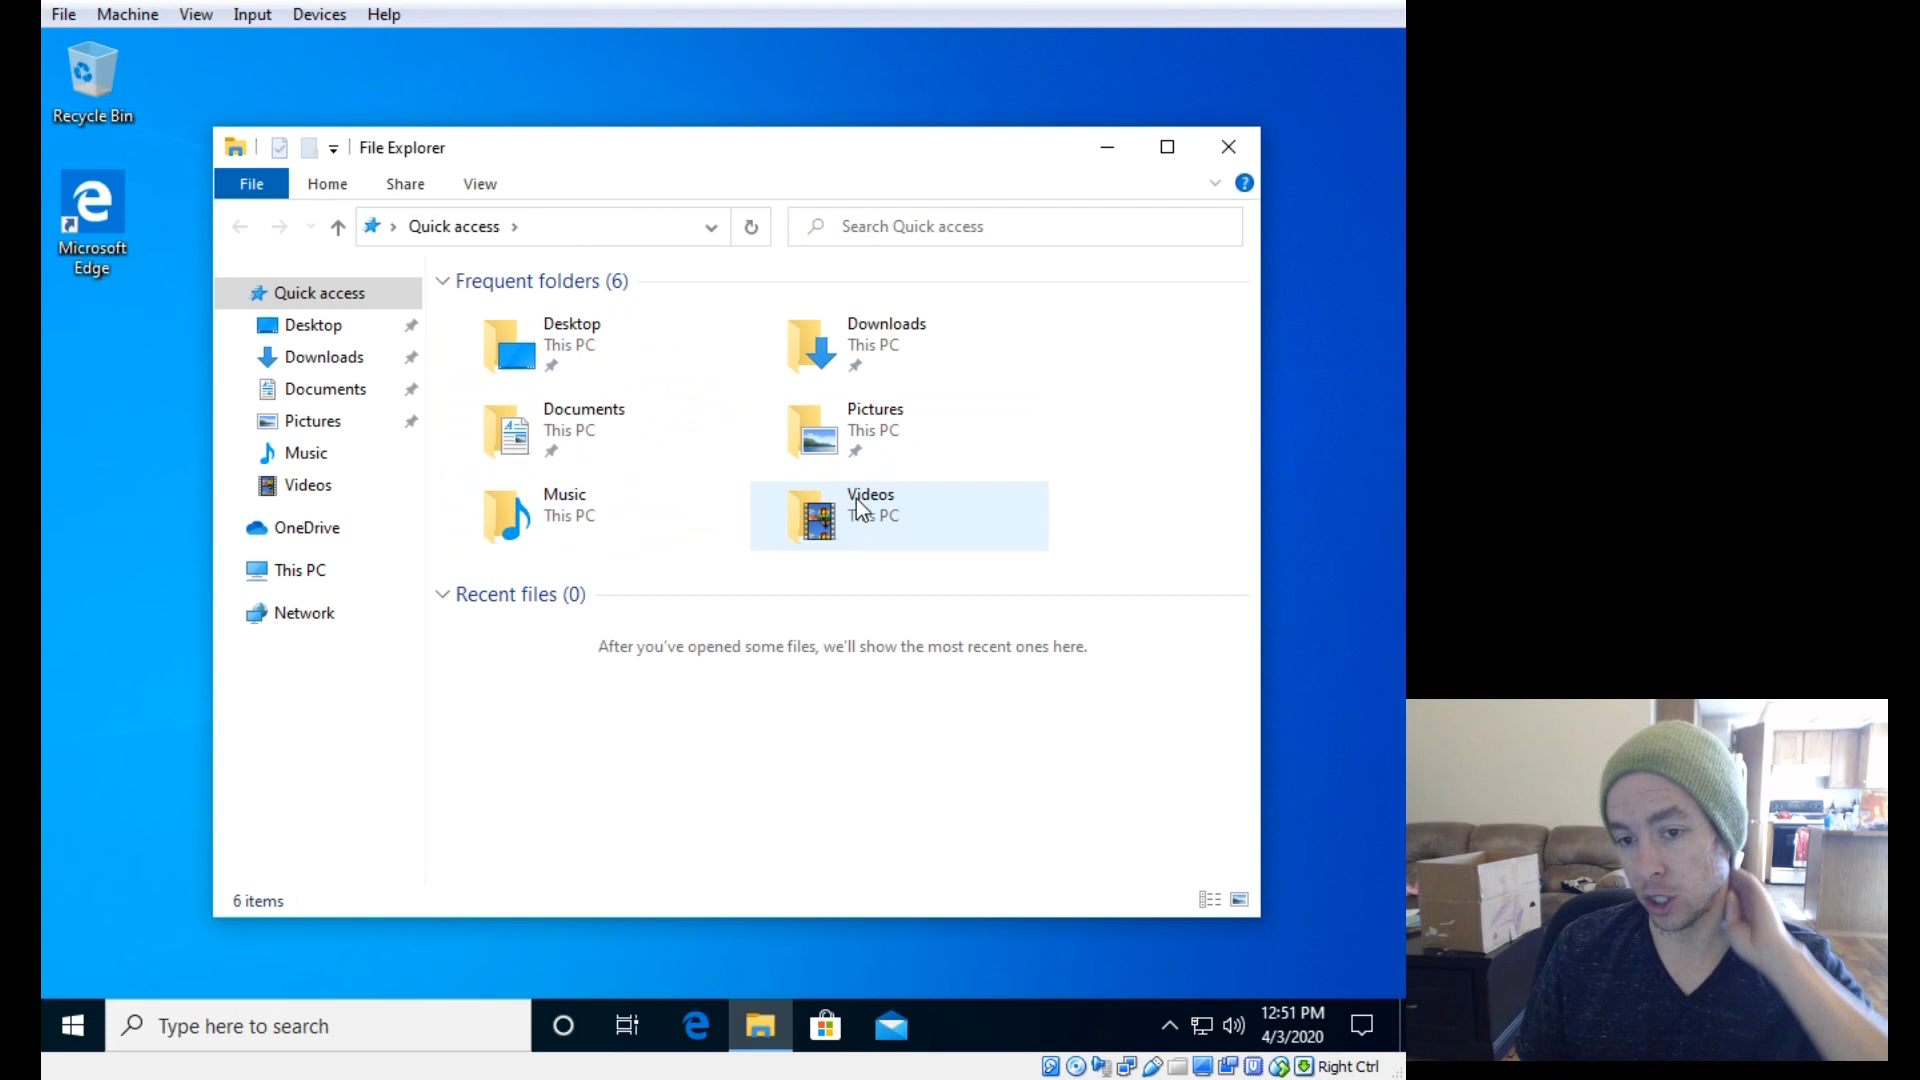 File Machine View Input Devices Help
Recycle Bin
Microsoft
Edge
File Explorer
File Home Share View
Quick access
Search Quick access
Quick access
Desktop
Downloads
Documents
Pictures
Music
Videos
OneDrive
This PC
Network
Frequent folders (6)
Desktop
This PC
Downloads
This PC
Documents
This PC
Pictures
This PC
Music
This PC
Videos
This PC
Recent files (0)
After you've opened some files, we'll show the most recent ones here.
6 items
Type here to search
12:51 PM
4/3/2020
Right Ctrl